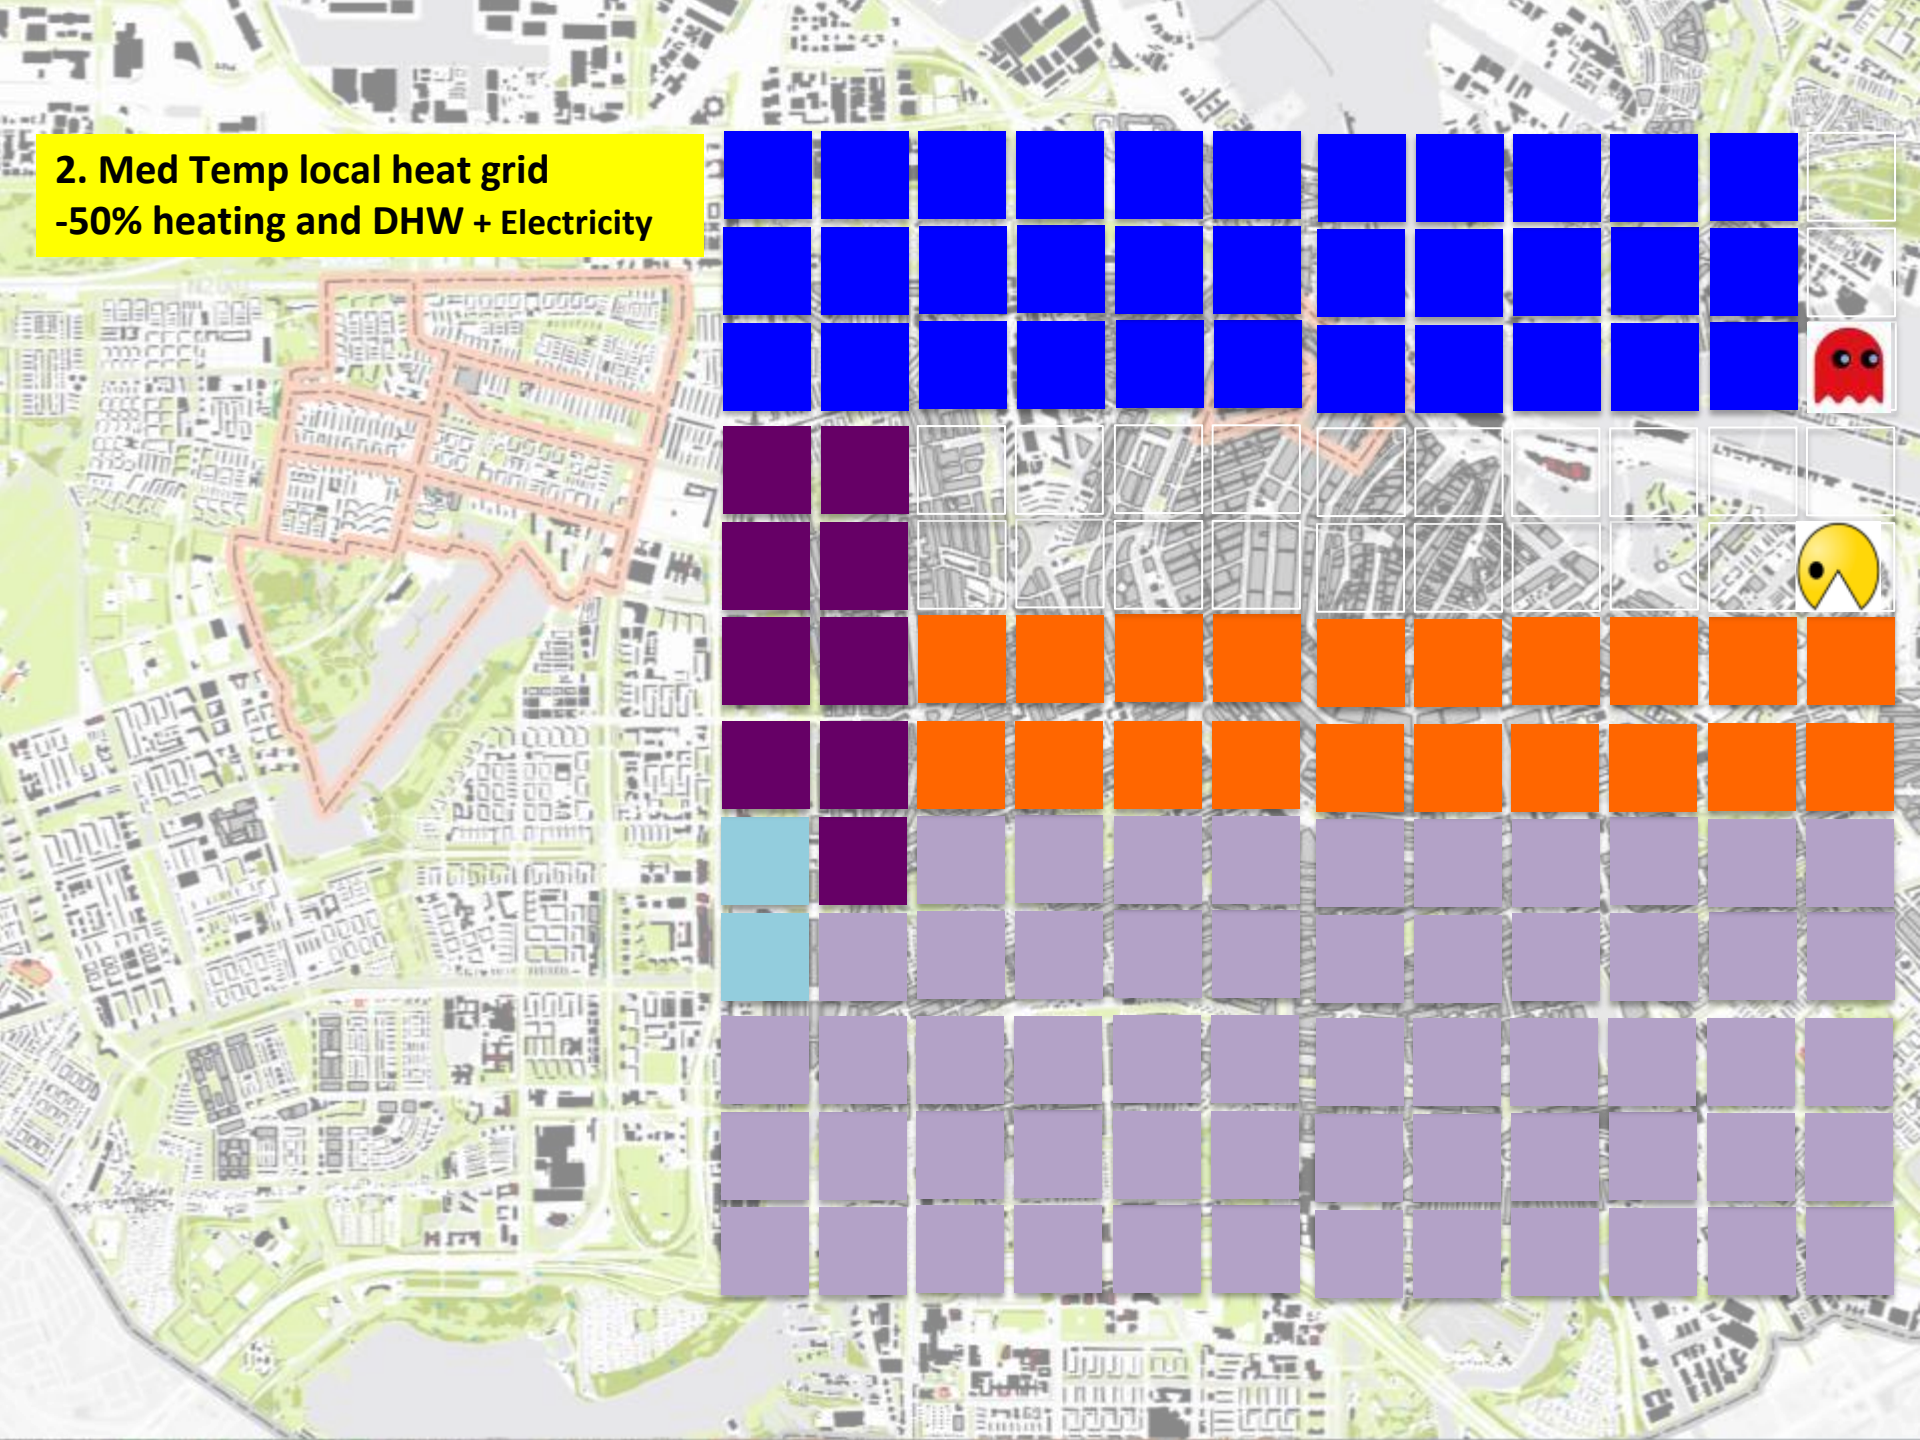 2. Med Temp local heat grid
-50% heating and DHW + Electricity